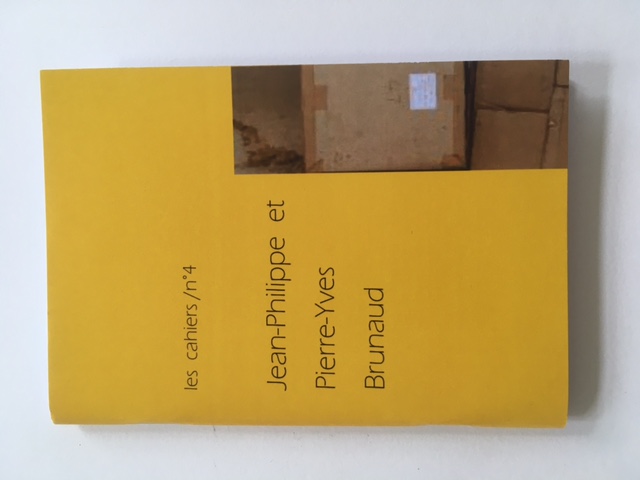 les cahiers/n°4
Jean-Philippe et
Pierre-Yves
Brunaud